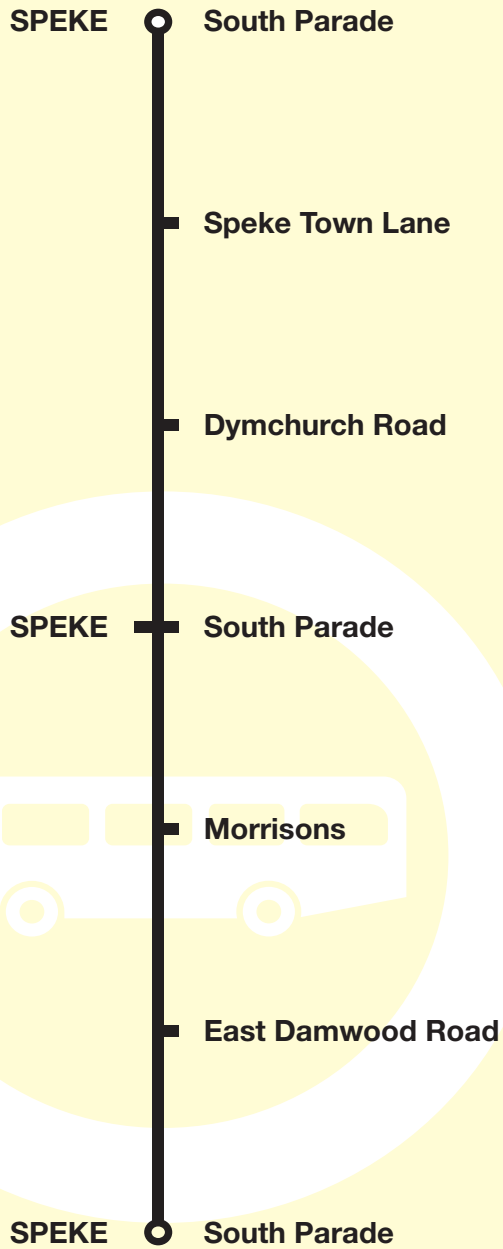 SPEKE South Parade
Speke Town Lane
Dymchurch Road
SPEKE South Parade
Morrisons
East Damwood Road
SPEKE South Parade